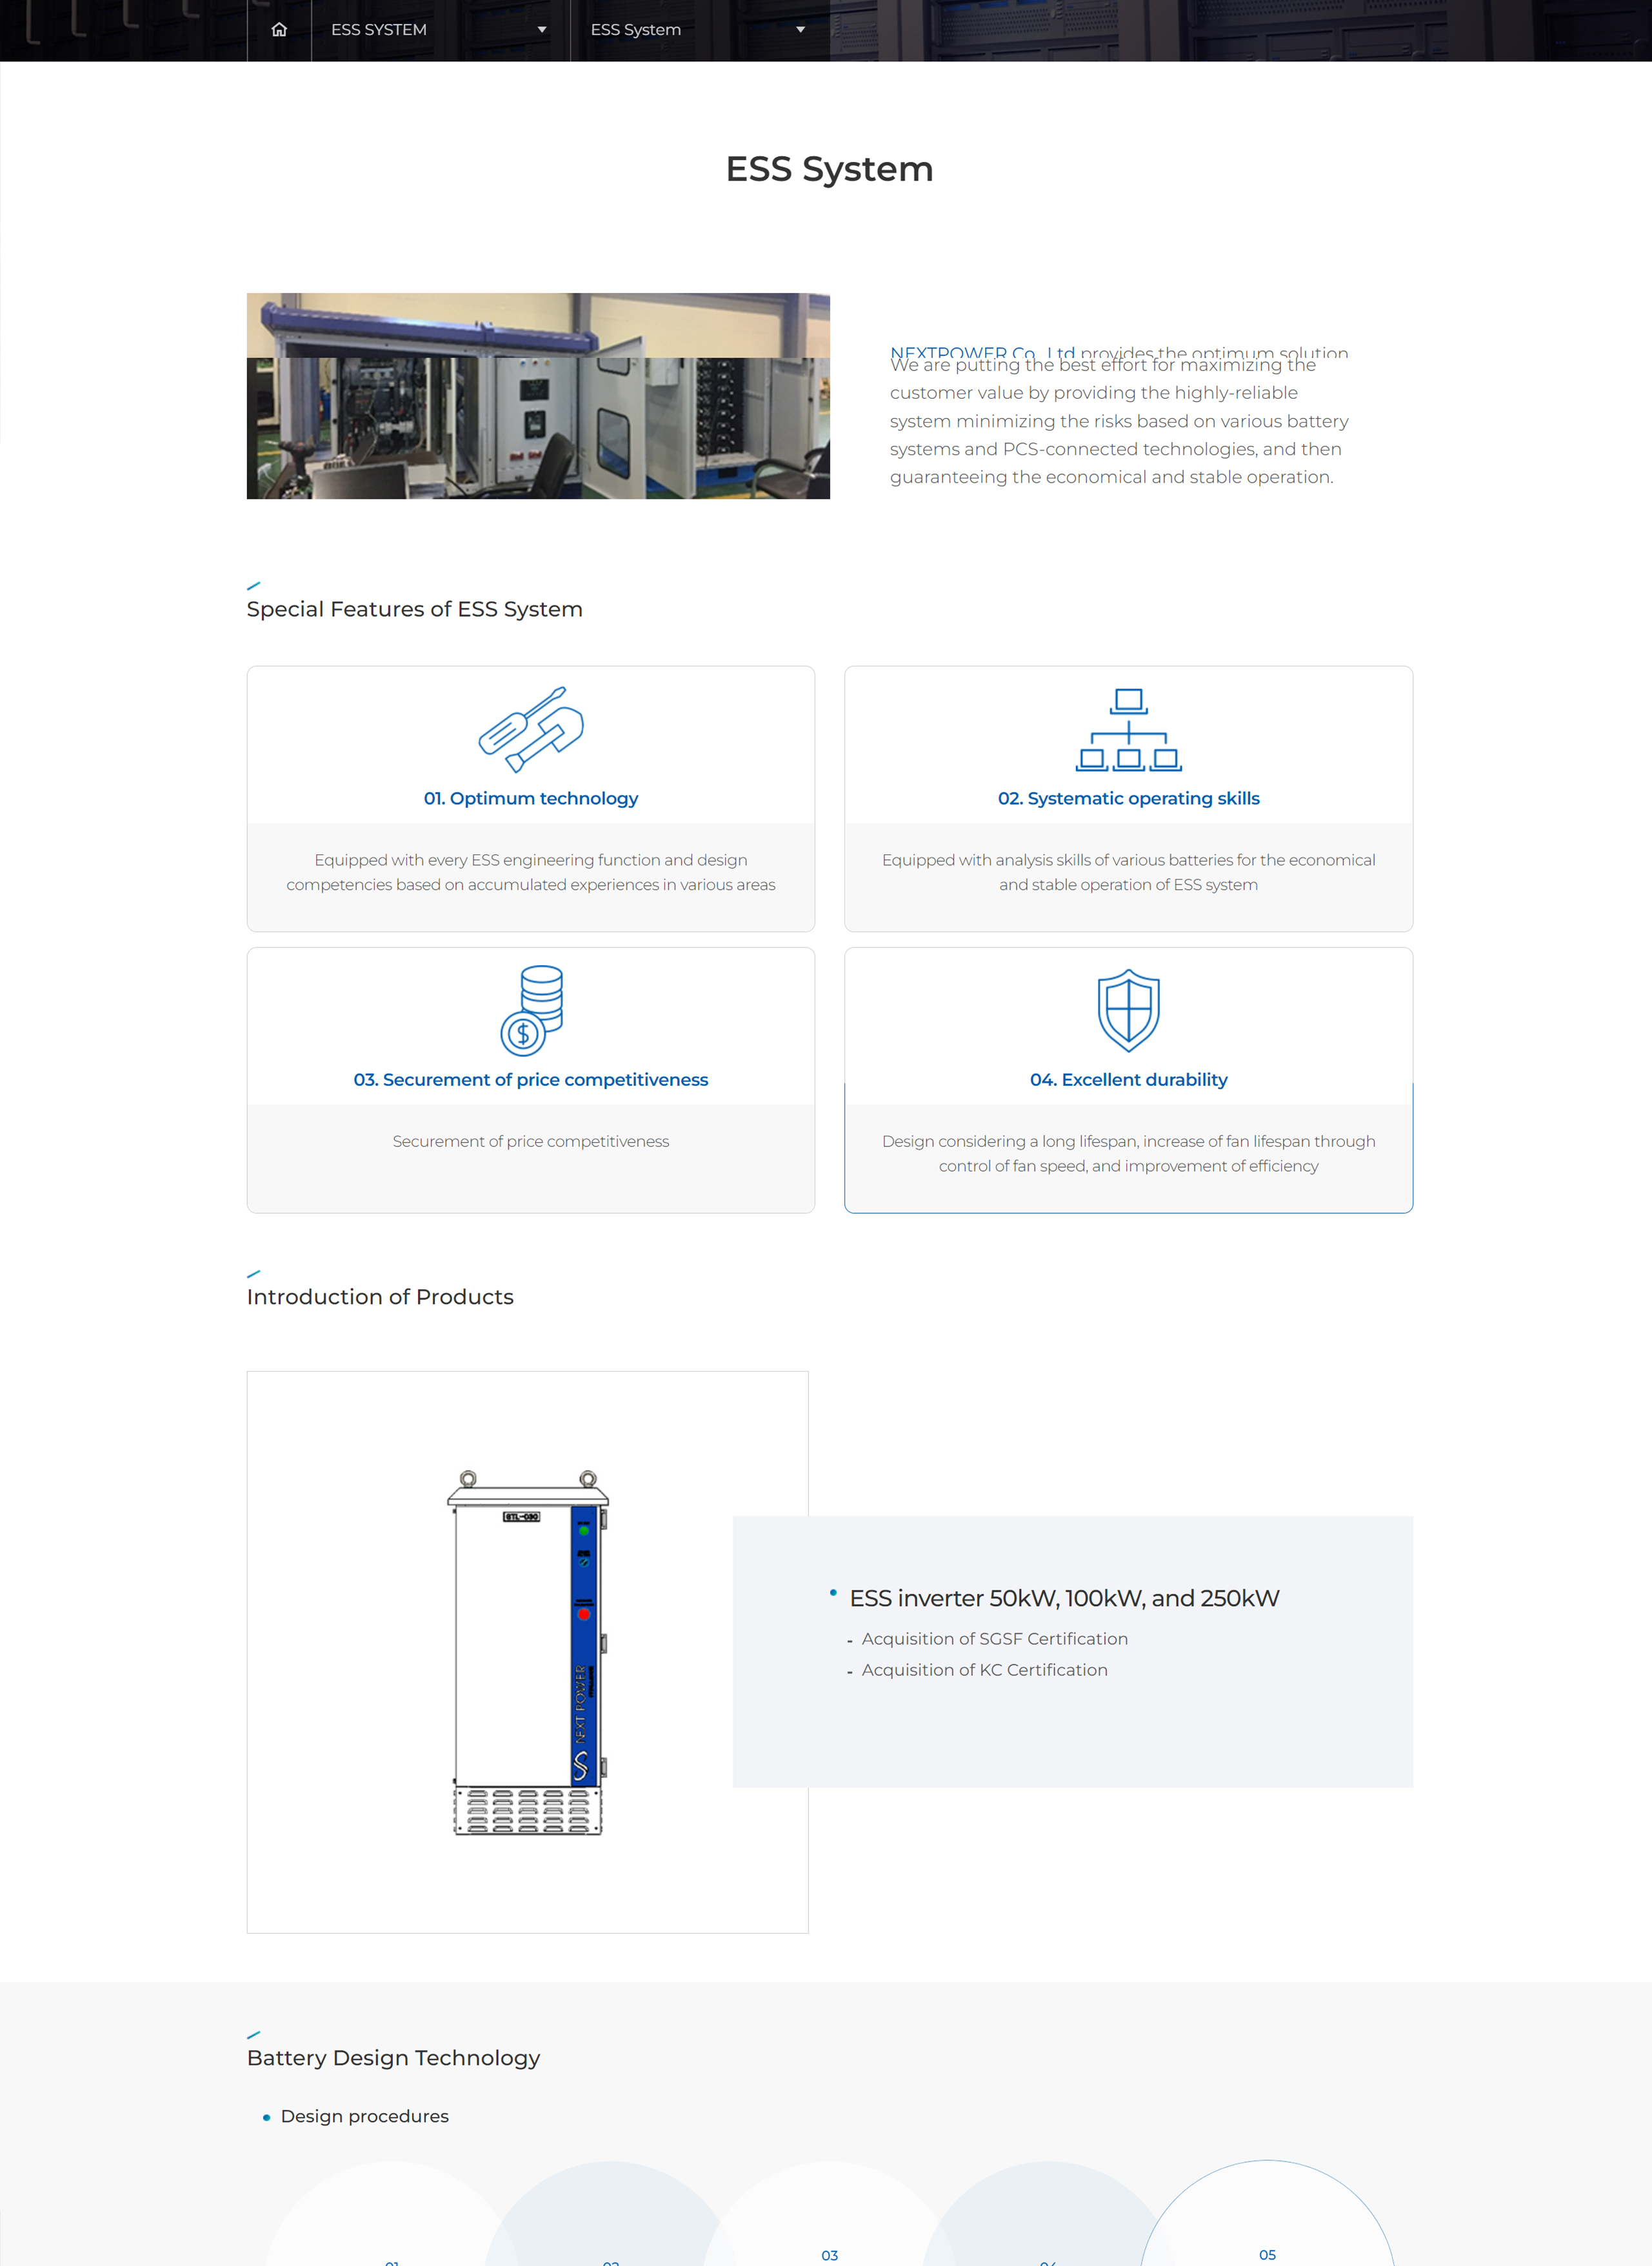 ESS SYSTEM
ESS System
ESS System
NEXTPOWER Co., Ltd provides the optimum solution
We are putting the best effort for maximizing the
customer value by providing the highly-reliable
system minimizing the risks based on various battery
systems and PCS-connected technologies, and then
guaranteeing the economical and stable operation.
Special Features of ESS System
01. Optimum technology
Equipped with every ESS engineering function and design
competencies based on accumulated experiences in various areas
02. Systematic operating skills
Equipped with analysis skills of various batteries for the economical
and stable operation of ESS system
03. Securement of price competitiveness
Securement of price competitiveness
04. Excellent durability
Design considering a long lifespan, increase of fan lifespan through
control of fan speed, and improvement of efficiency
Introduction of Products
NEXT POWER
ESS inverter 50kW, 100kW, and 250kW
- Acquisition of SGSF Certification
- Acquisition of KC Certification
Battery Design Technology
Design procedures
01
02
03
04
05